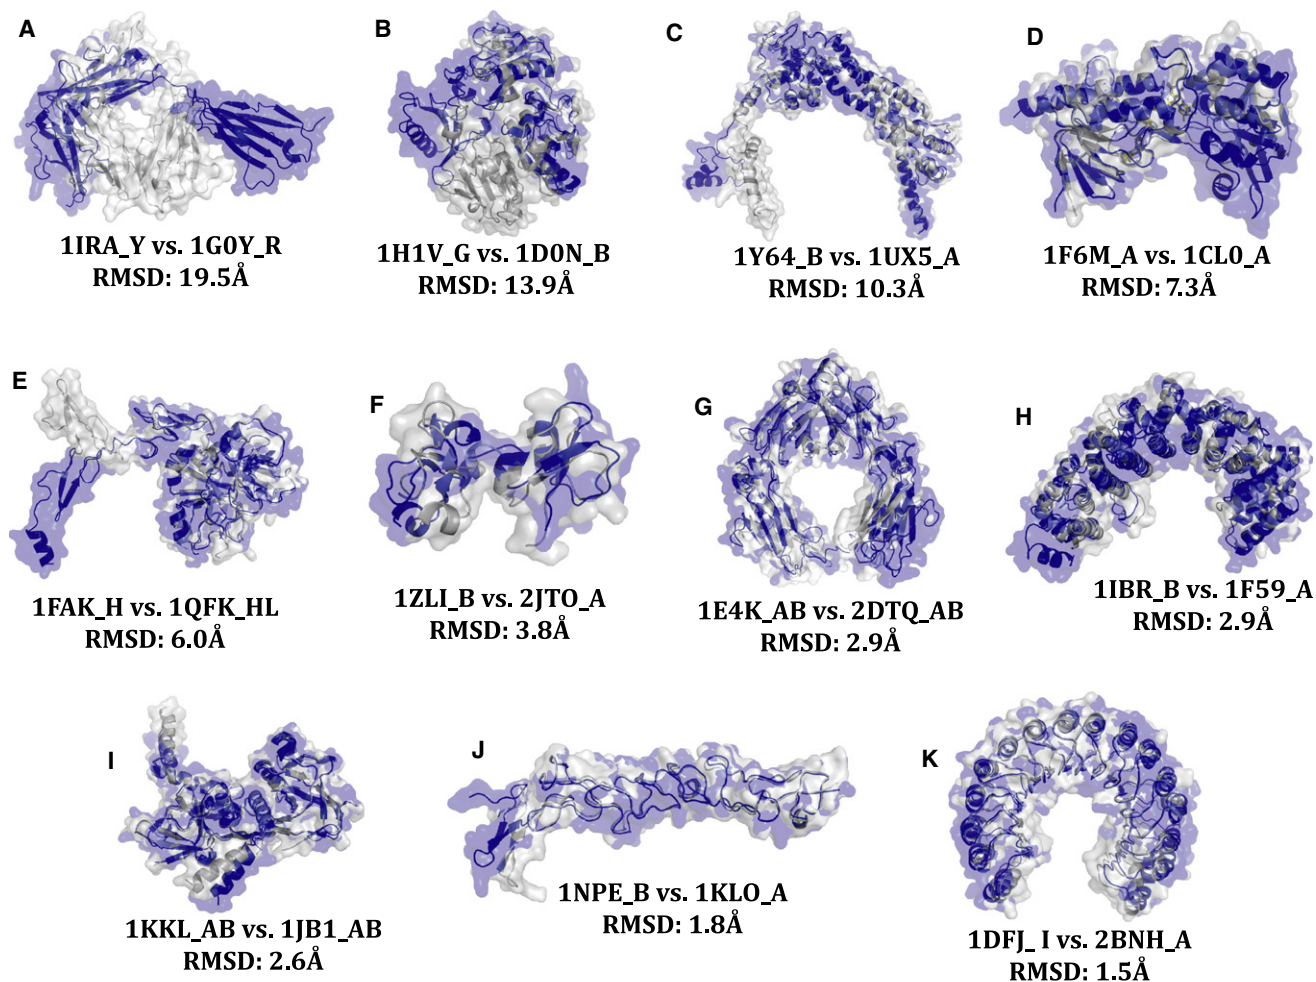 A
1IRA_Y vs. 1G0Y_R
RMSD: 19.5Å
B
1H1V_G vs. 1D0N_B
RMSD: 13.9Å
C
1Y64_B vs. 1UX5_A
RMSD: 10.3Å
D
1F6M_A vs. 1CL0_A
RMSD: 7.3Å
E
1FAK_H vs. 1QFK_HL
RMSD: 6.0Å
F
1ZLI_B vs. 2JTO_A
RMSD: 3.8Å
G
1E4K_AB vs. 2DTQ_AB
RMSD: 2.9Å
H
1IBR_B vs. 1F59_A
RMSD: 2.9Å
I
1KKL_AB vs. 1JB1_AB
RMSD: 2.6Å
J
1NPE_B vs. 1KLO_A
RMSD: 1.8Å
K
1DFJ_ I vs. 2BNH_A
RMSD: 1.5Å